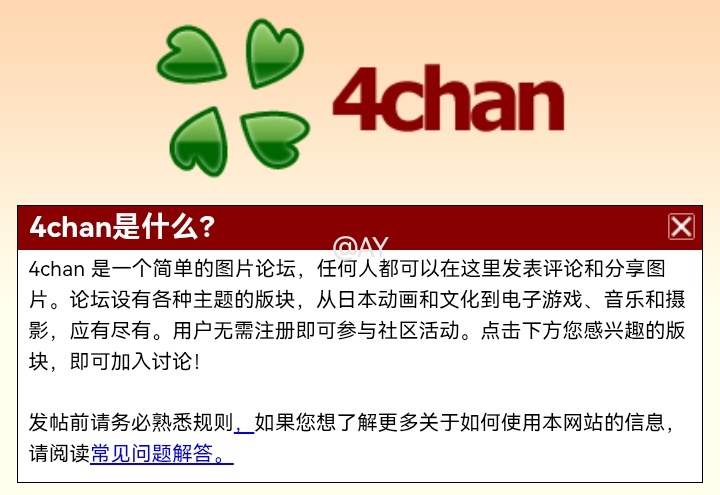 4chan
4chan是什么?
@AY
4chan 是一个简单的图片论坛，任何人都可以在这里发表评论和分享图
片。论坛设有各种主题的版块，从日本动画和文化到电子游戏、音乐和摄
影，应有尽有。用户无需注册即可参与社区活动。点击下方您感兴趣的版
块，即可加入讨论！
发帖前请务必熟悉规则，如果您想了解更多关于如何使用本网站的信息，
请阅读常见问题解答。